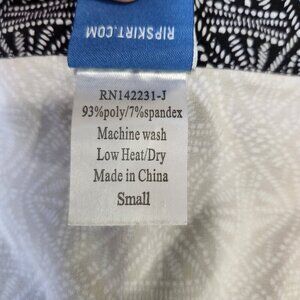 RIPSKIRT.COM
RN142231-J
93%poly/7%spandex
Machine wash
Low Heat/Dry
Made in China
Small